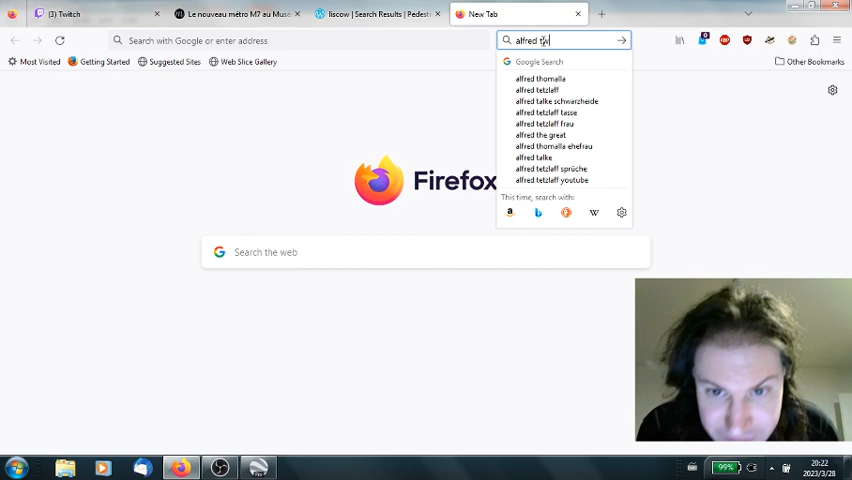 (3) Twitch
Le nouveau métro M7 au Musé
liscow | Search Results | Pedest
New Tab
Search with Google or enter address
Most Visited
Getting Started
Suggested Sites
Web Slice Gallery
Other Bookmarks
Google Search
alfred thomalla
alfred tetzlaff
alfred talke schwarzheide
alfred tetzlaff tasse
alfred tetzlaff frau
alfred the great
alfred thomalla ehefrau
alfred talke
alfred tetzlaff sprüche
alfred tetzlaff youtube
This time, search with:
Firefox
Search the web
99%
20:22
2023/3/28